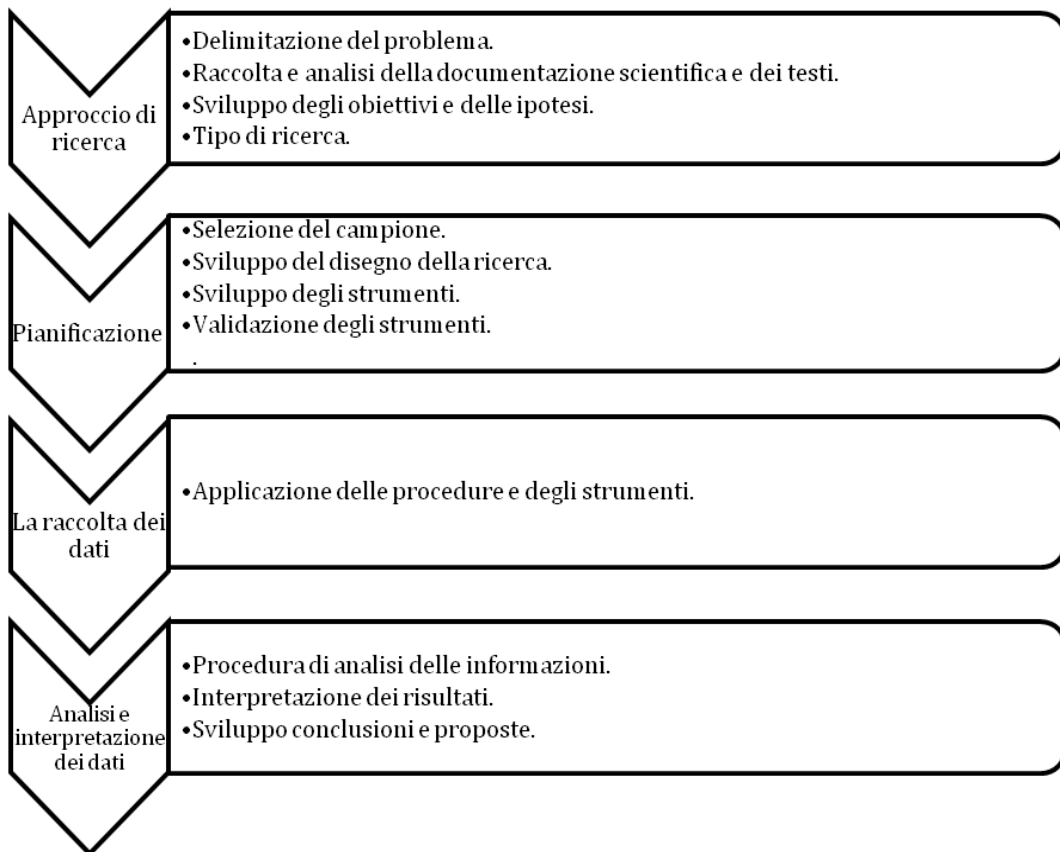 Approccio di
ricerca
•Delimitazione del problema.
•Raccolta e analisi della documentazione scientifica e dei testi.
•Sviluppo degli obiettivi e delle ipotesi.
•Tipo di ricerca.
Pianificazione
•Selezione del campione.
•Sviluppo del disegno della ricerca.
•Sviluppo degli strumenti.
•Validazione degli strumenti.
.
La raccolta dei
dati
•Applicazione delle procedure e degli strumenti.
Analisi e
interpretazione
dei dati
•Procedura di analisi delle informazioni.
•Interpretazione dei risultati.
•Sviluppo conclusioni e proposte.